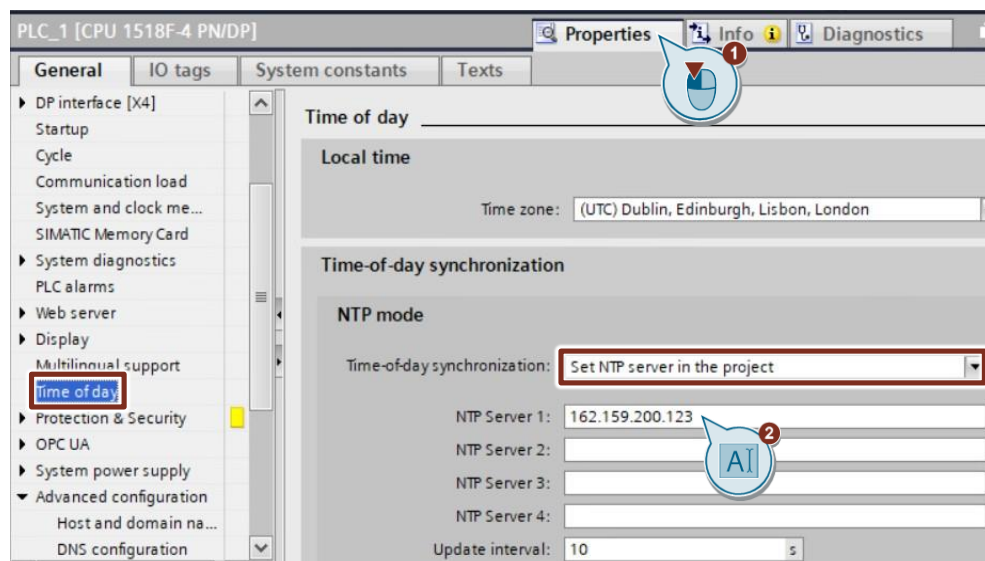 PLC_1 [CPU 1518F-4 PN/DP]
Properties
Info
Diagnostics
1
General
IO tags
System constants
Texts
DP interface [X4]
Startup
Cycle
Communication load
System and clock me...
SIMATIC Memory Card
System diagnostics
PLC alarms
Web server
Display
Multilingual support
Time of day
Protection & Security
OPC UA
System power supply
Advanced configuration
Host and domain na...
DNS configuration
Time of day
Local time
Time zone: (UTC) Dublin, Edinburgh, Lisbon, London
Time-of-day synchronization
NTP mode
Time-of-day synchronization: Set NTP server in the project
NTP Server 1: 162.159.200.123
2
A
NTP Server 2:
NTP Server 3:
NTP Server 4:
Update interval: 10 s